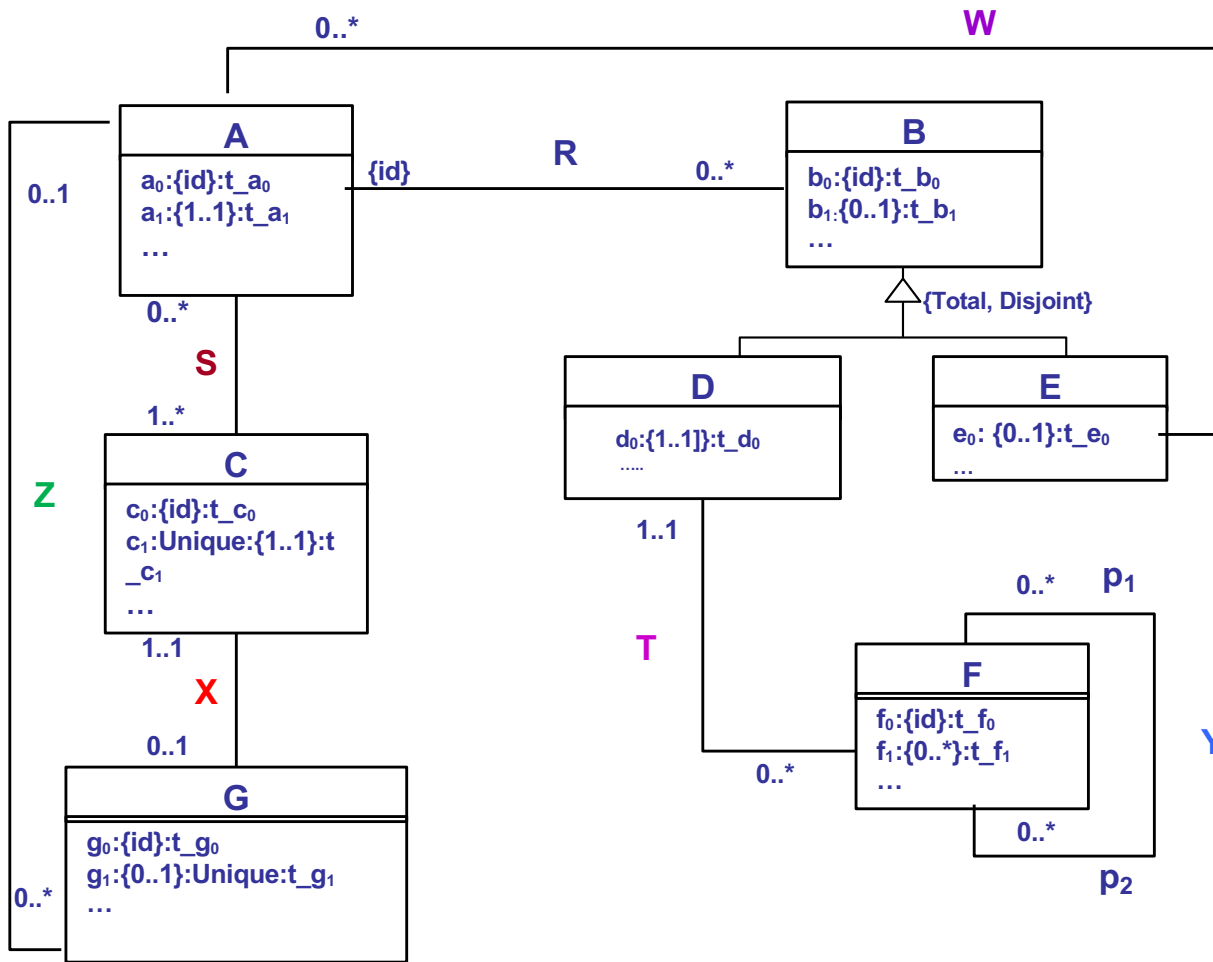 0..*
W
A
a₀:{id}:t_a₀
a₁:{1..1}:t_a₁
...
{id}
R
0..*
B
b₀:{id}:t_b₀
b₁:{0..1}:t_b₁
...
0..1
0..*
{Total, Disjoint}
S
D
d₀:{1..1]}:t_d₀
.....
E
e₀: {0..1}:t_e₀
...
1..*
Z
C
c₀:{id}:t_c₀
c₁:Unique:{1..1}:t
_c₁
...
1..1
1..1
X
T
0..*
p₁
F
f₀:{id}:t_f₀
f₁:{0..*}:t_f₁
...
Y
0..1
0..*
0..*
p₂
G
g₀:{id}:t_g₀
g₁:{0..1}:Unique:t_g₁
...
0..*